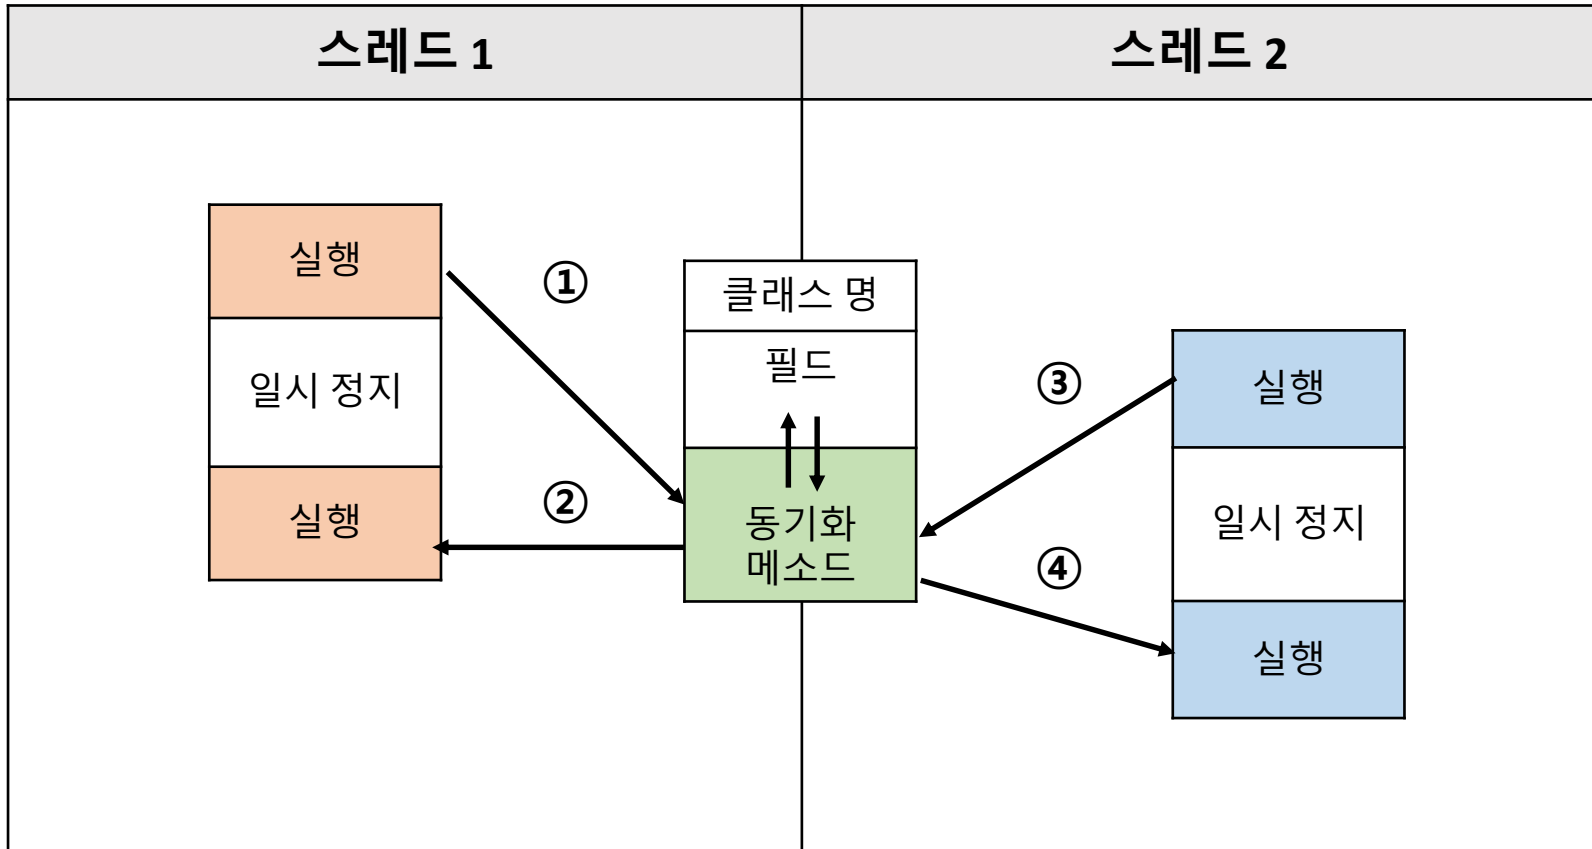 스레드 1
스레드 2
실행
일시 정지
실행
①
②
클래스 명
필드
동기화
메소드
③
④
실행
일시 정지
실행